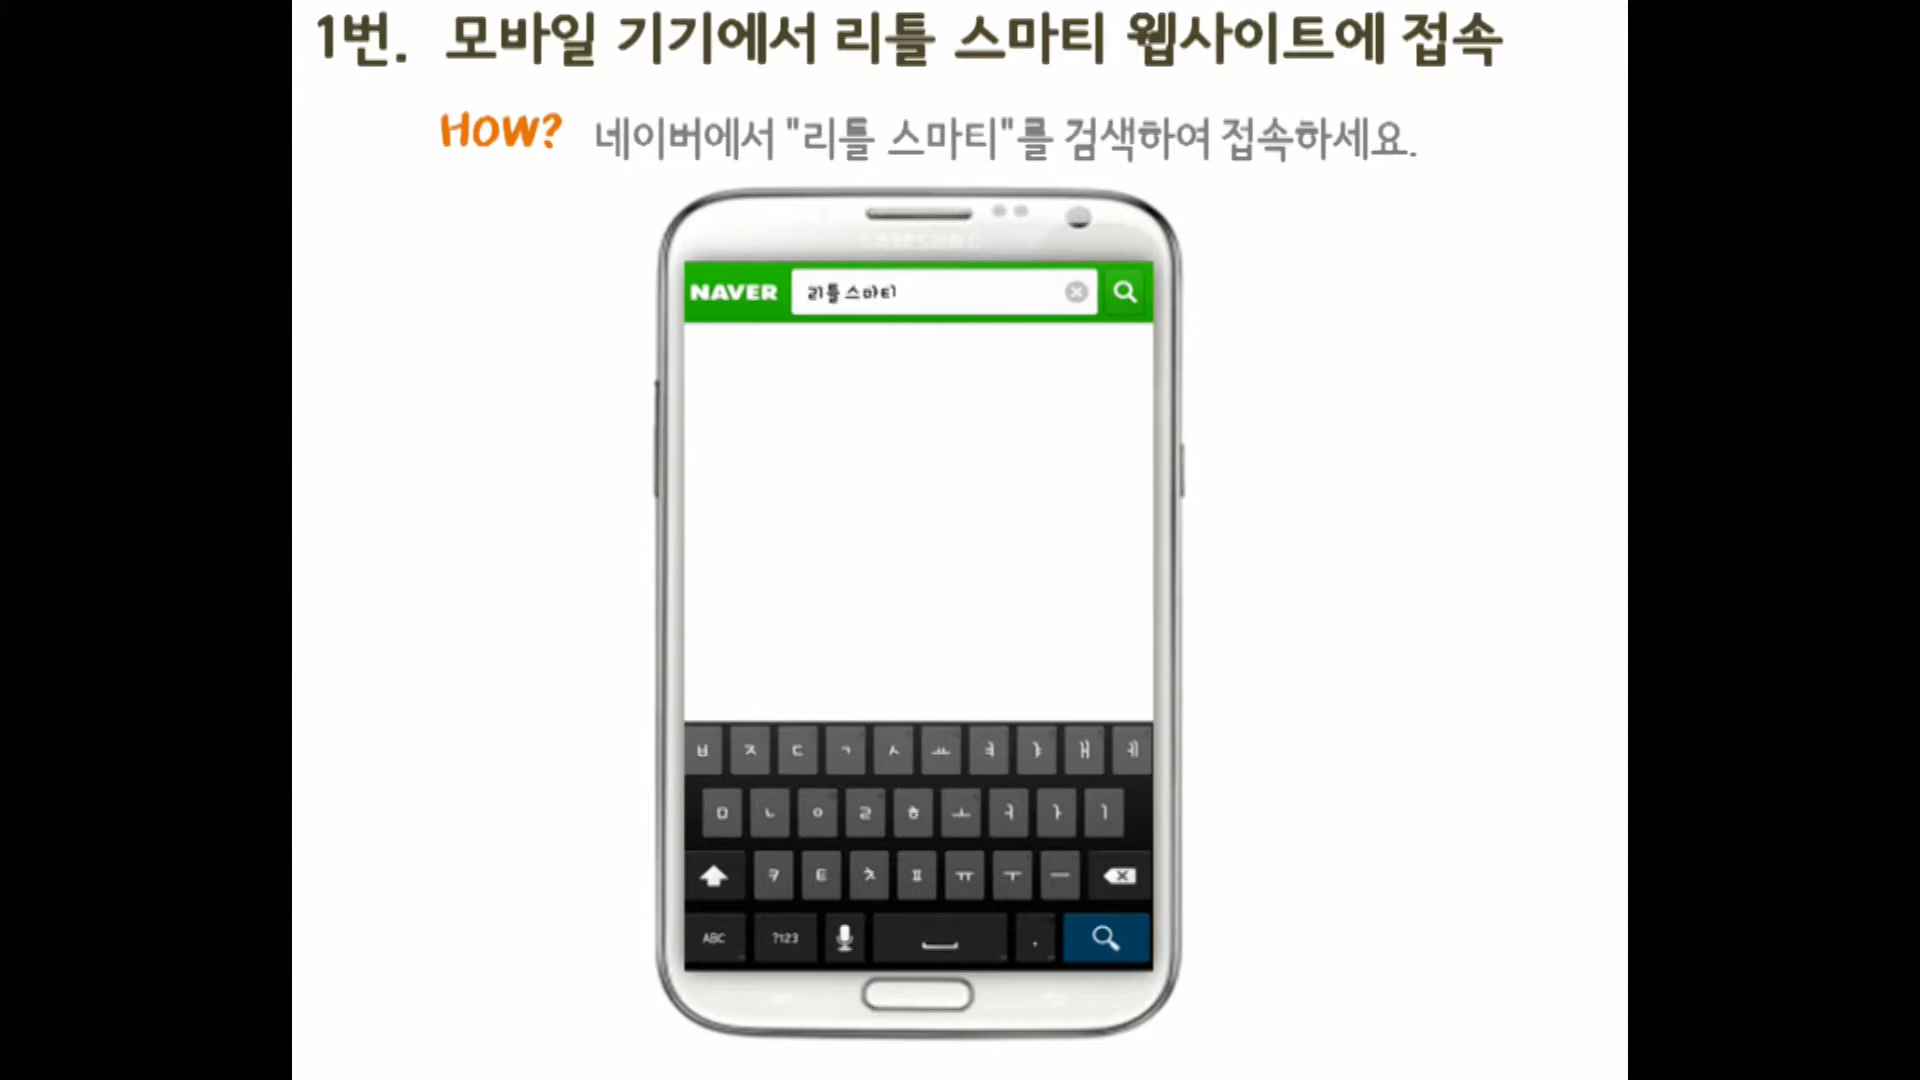 1번. 모바일 기기에서 리틀 스마티 웹사이트에 접속
HOW? 네이버에서 "리틀 스마티"를 검색하여 접속하세요.
SAMSUNG
NAVER 리틀 스마티
ㅂ ㅈ ㄷ ㄱ ㅅ ㅛ ㅕ ㅑ ㅐ ㅔ
ㅁ ㄴ ㅇ ㄹ ㅎ ㅗ ㅓ ㅏ ㅣ
ㅋ ㅌ ㅊ ㅍ ㅠ ㅜ ㅡ
ABC ?123 .